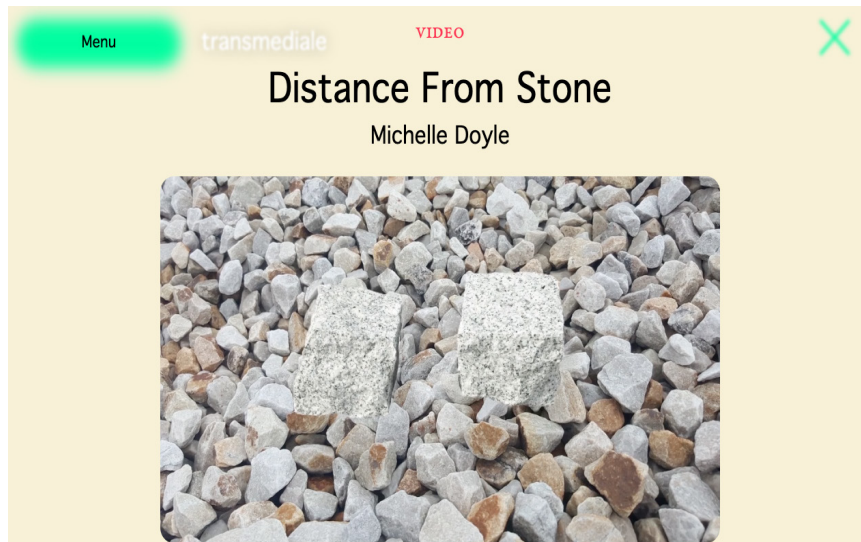 Menu
transmediale
VIDEO
Distance From Stone
Michelle Doyle